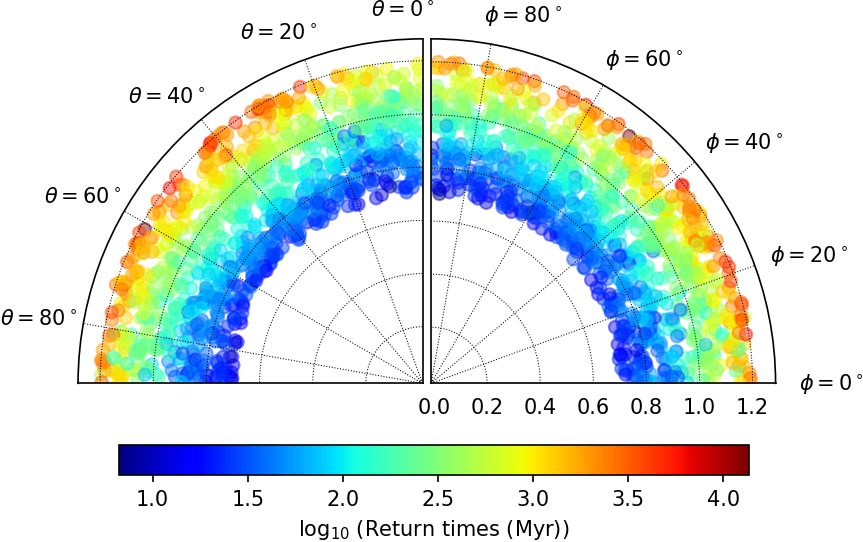 θ = 0°
ϕ = 80°
θ = 20°
ϕ = 60°
θ = 40°
ϕ = 40°
θ = 60°
ϕ = 20°
θ = 80°
ϕ = 0°
0.0 0.2 0.4 0.6 0.8 1.0 1.2
1.0 1.5 2.0 2.5 3.0 3.5 4.0
log₁₀ (Return times (Myr))